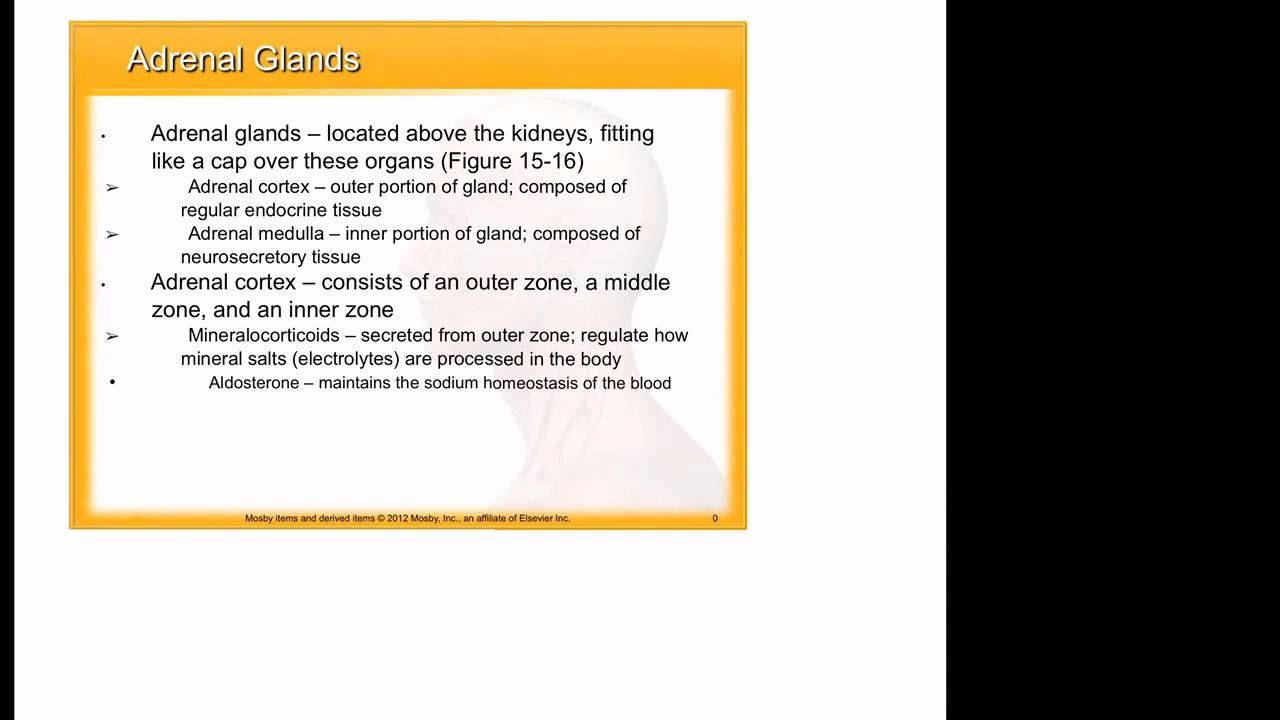 Adrenal Glands
• Adrenal glands – located above the kidneys, fitting
like a cap over these organs (Figure 15-16)
➢ Adrenal cortex – outer portion of gland; composed of
regular endocrine tissue
➢ Adrenal medulla – inner portion of gland; composed of
neurosecretory tissue
• Adrenal cortex – consists of an outer zone, a middle
zone, and an inner zone
➢ Mineralocorticoids – secreted from outer zone; regulate how
mineral salts (electrolytes) are processed in the body
• Aldosterone – maintains the sodium homeostasis of the blood
Mosby items and derived items © 2012 Mosby, Inc., an affiliate of Elsevier Inc. 0